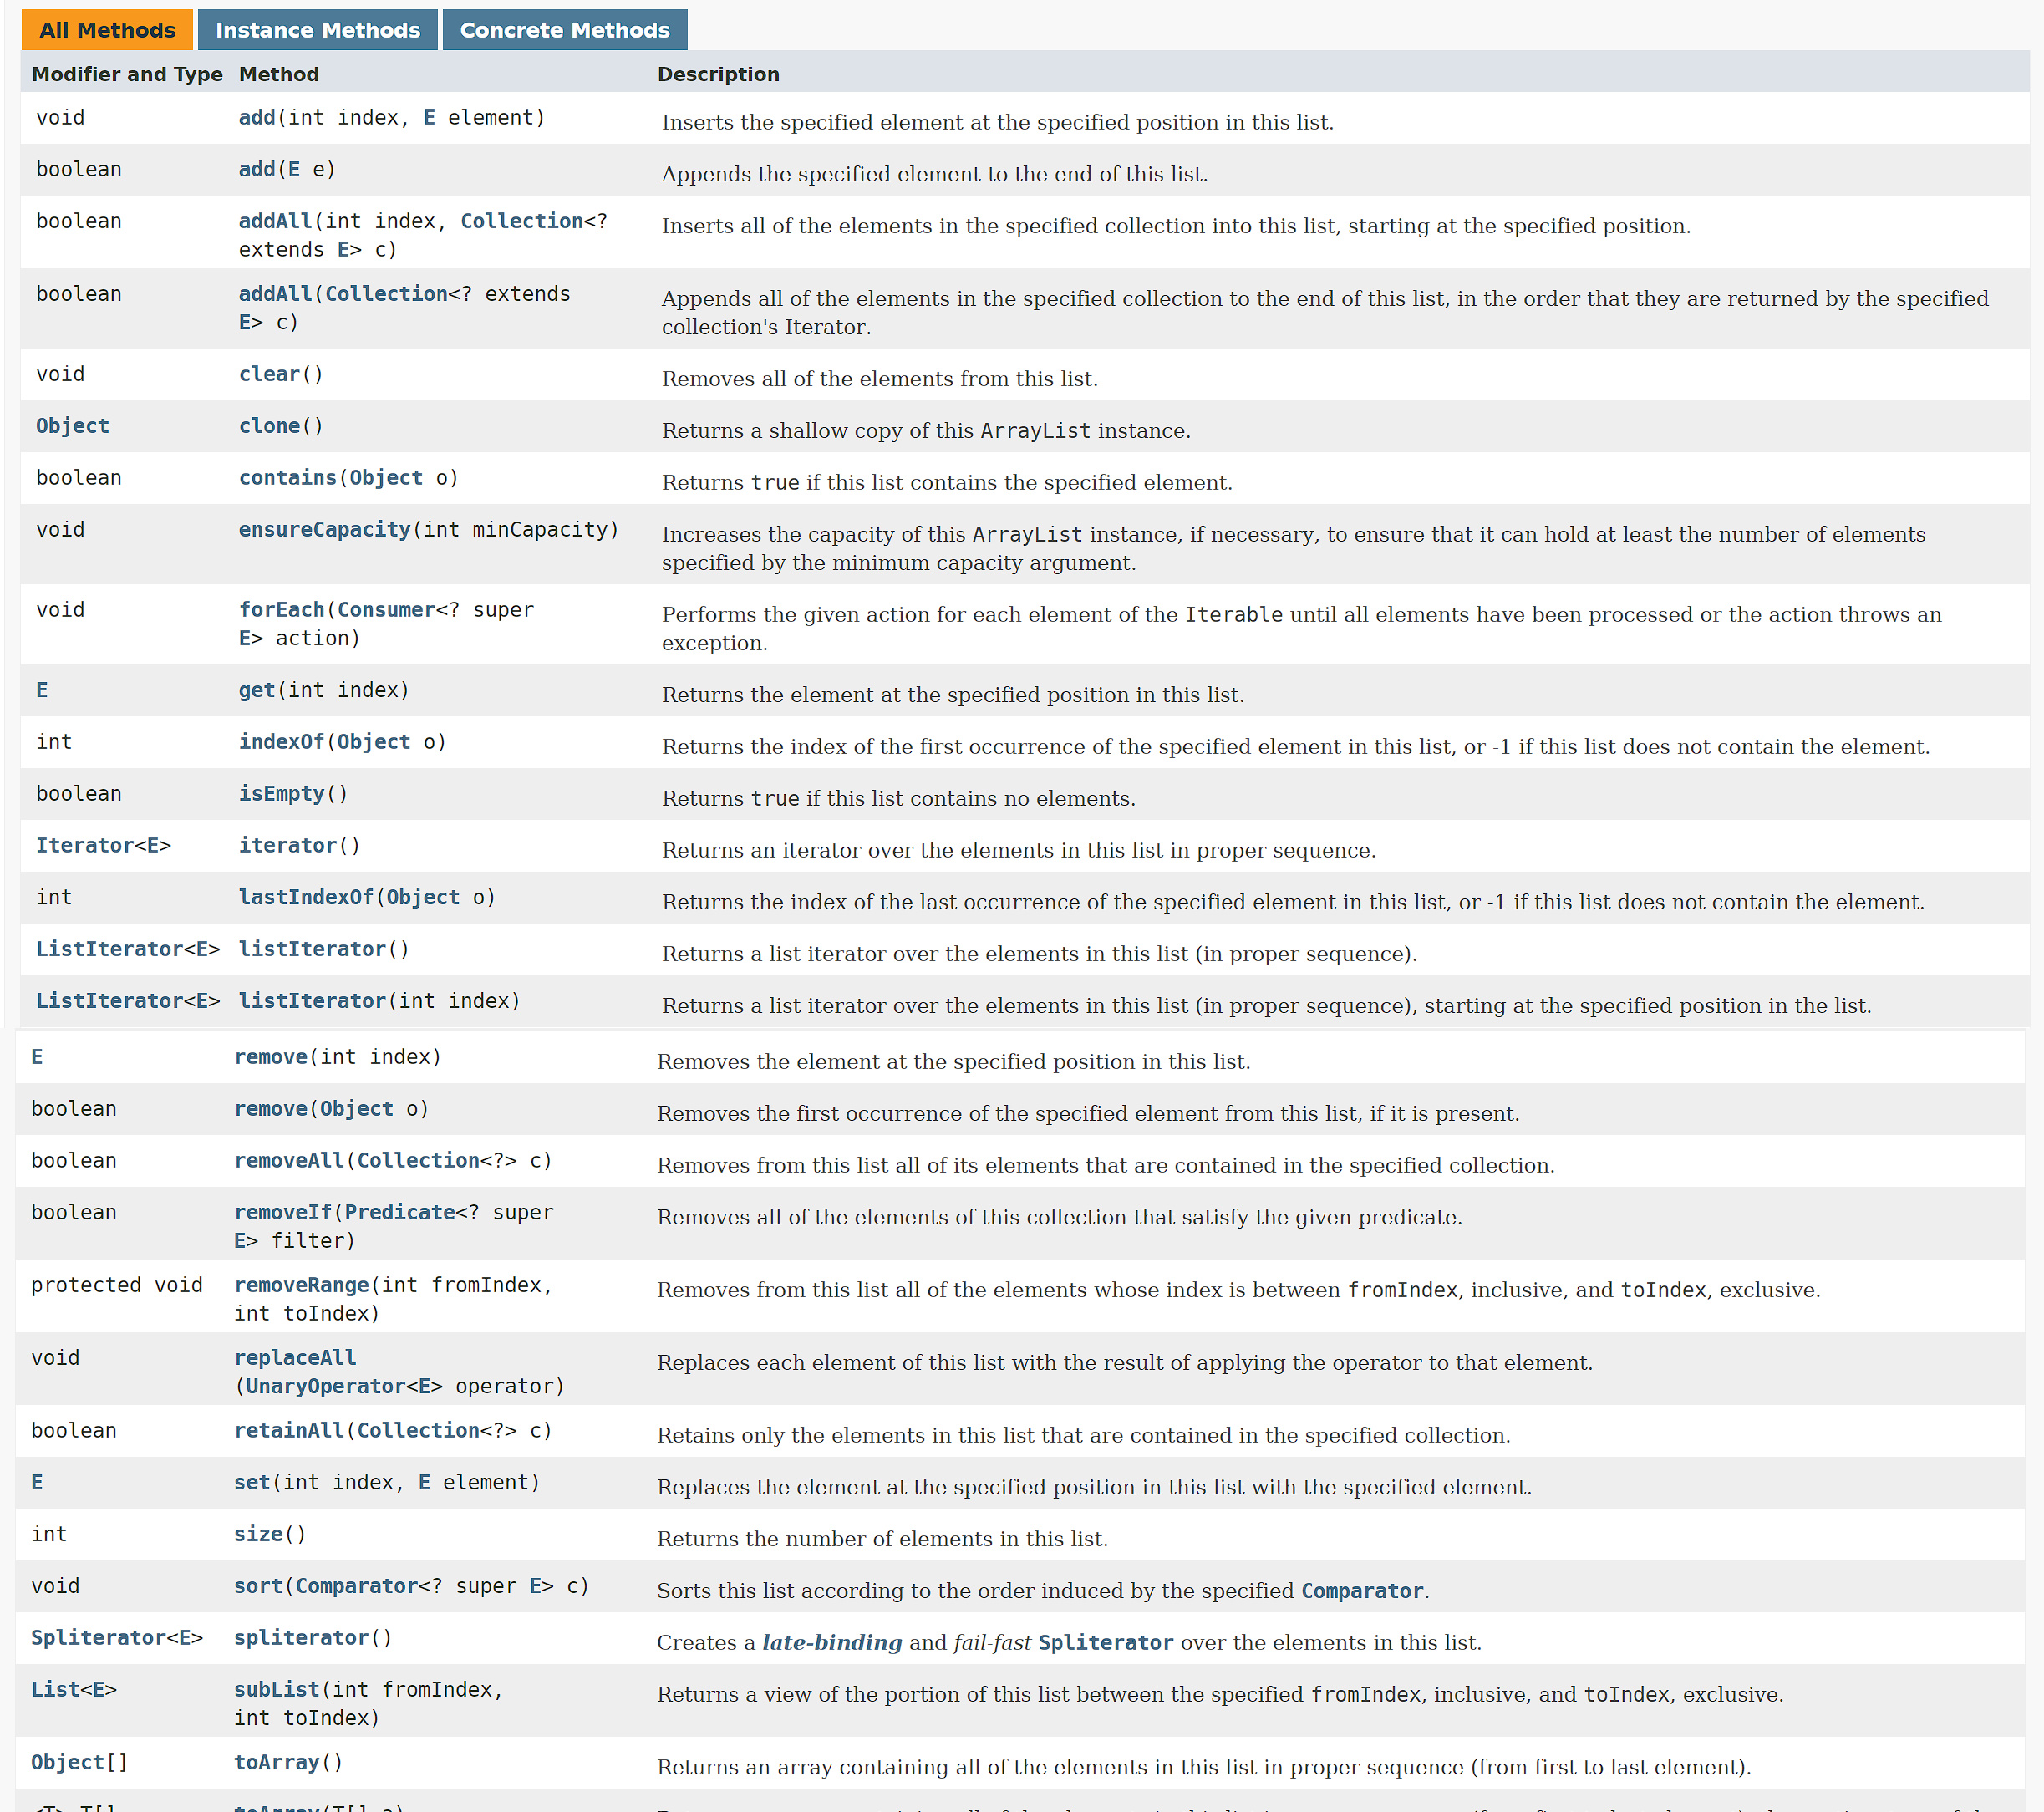 All Methods Instance Methods Concrete Methods
Modifier and Type Method Description
void add(int index, E element) Inserts the specified element at the specified position in this list.
boolean add(E e) Appends the specified element to the end of this list.
boolean addAll(int index, Collection<? Inserts all of the elements in the specified collection into this list, starting at the specified position.
extends E> c)
boolean addAll(Collection<? extends Appends all of the elements in the specified collection to the end of this list, in the order that they are returned by the specified
E> c) collection's Iterator.
void clear() Removes all of the elements from this list.
Object clone() Returns a shallow copy of this ArrayList instance.
boolean contains(Object o) Returns true if this list contains the specified element.
void ensureCapacity(int minCapacity) Increases the capacity of this ArrayList instance, if necessary, to ensure that it can hold at least the number of elements
specified by the minimum capacity argument.
void forEach(Consumer<? super Performs the given action for each element of the Iterable until all elements have been processed or the action throws an
E> action) exception.
E get(int index) Returns the element at the specified position in this list.
int indexOf(Object o) Returns the index of the first occurrence of the specified element in this list, or -1 if this list does not contain the element.
boolean isEmpty() Returns true if this list contains no elements.
Iterator<E> iterator() Returns an iterator over the elements in this list in proper sequence.
int lastIndexOf(Object o) Returns the index of the last occurrence of the specified element in this list, or -1 if this list does not contain the element.
ListIterator<E> listIterator() Returns a list iterator over the elements in this list (in proper sequence).
ListIterator<E> listIterator(int index) Returns a list iterator over the elements in this list (in proper sequence), starting at the specified position in the list.
E remove(int index) Removes the element at the specified position in this list.
boolean remove(Object o) Removes the first occurrence of the specified element from this list, if it is present.
boolean removeAll(Collection<?> c) Removes from this list all of its elements that are contained in the specified collection.
boolean removeIf(Predicate<? super Removes all of the elements of this collection that satisfy the given predicate.
E> filter)
protected void removeRange(int fromIndex, Removes from this list all of the elements whose index is between fromIndex, inclusive, and toIndex, exclusive.
int toIndex)
void replaceAll Replaces each element of this list with the result of applying the operator to that element.
(UnaryOperator<E> operator)
boolean retainAll(Collection<?> c) Retains only the elements in this list that are contained in the specified collection.
E set(int index, E element) Replaces the element at the specified position in this list with the specified element.
int size() Returns the number of elements in this list.
void sort(Comparator<? super E> c) Sorts this list according to the order induced by the specified Comparator.
Spliterator<E> spliterator() Creates a late-binding and fail-fast Spliterator over the elements in this list.
List<E> subList(int fromIndex, Returns a view of the portion of this list between the specified fromIndex, inclusive, and toIndex, exclusive.
int toIndex)
Object[] toArray() Returns an array containing all of the elements in this list in proper sequence (from first to last element).